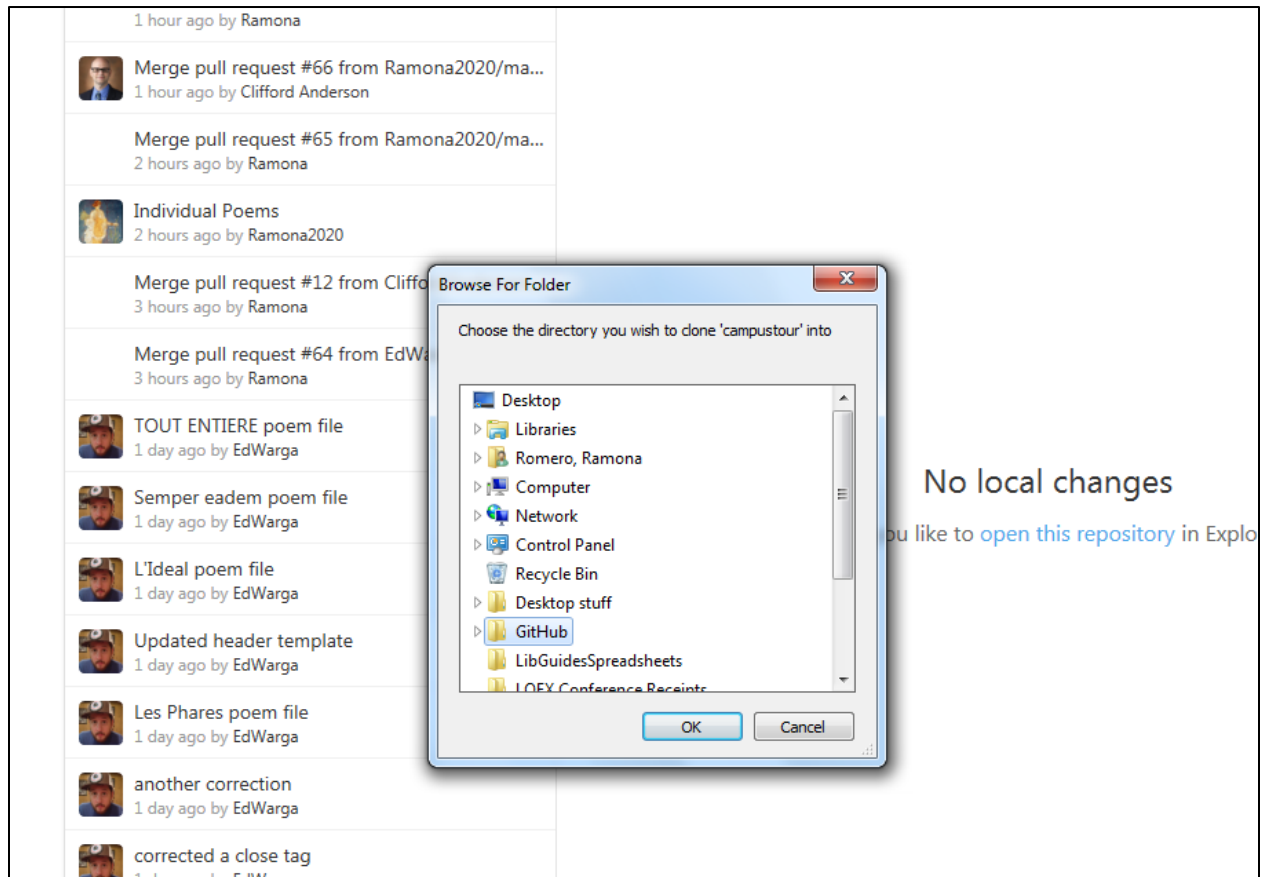 1 hour ago by Ramona
Merge pull request #66 from Ramona2020/ma...
1 hour ago by Clifford Anderson
Merge pull request #65 from Ramona2020/ma...
2 hours ago by Ramona
Individual Poems
2 hours ago by Ramona2020
Merge pull request #12 from Cliffo
3 hours ago by Ramona
Merge pull request #64 from EdWa
3 hours ago by Ramona
TOUT ENTIERE poem file
1 day ago by EdWarga
Semper eadem poem file
1 day ago by EdWarga
L'Ideal poem file
1 day ago by EdWarga
Updated header template
1 day ago by EdWarga
Les Phares poem file
1 day ago by EdWarga
another correction
1 day ago by EdWarga
corrected a close tag
Browse For Folder
Choose the directory you wish to clone 'campustour' into
Desktop
Libraries
Romero, Ramona
Computer
Network
Control Panel
Recycle Bin
Desktop stuff
GitHub
LibGuidesSpreadsheets
LOEX Conference Receipts
OK
Cancel
No local changes
ou like to open this repository in Explo